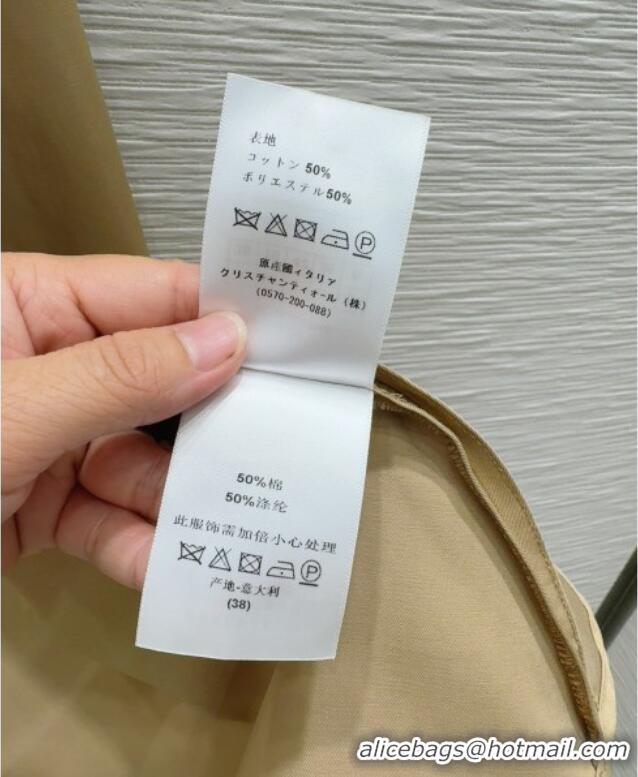 表地
コットン 50%
ポリエステル50%
P
原産國イタリア
クリスチャンディオール（株）
(0570-200-088)
50%棉
50%涤纶
此服饰需加倍小心处理
P
产地-意大利
(38)
alicebags@hotmail.com